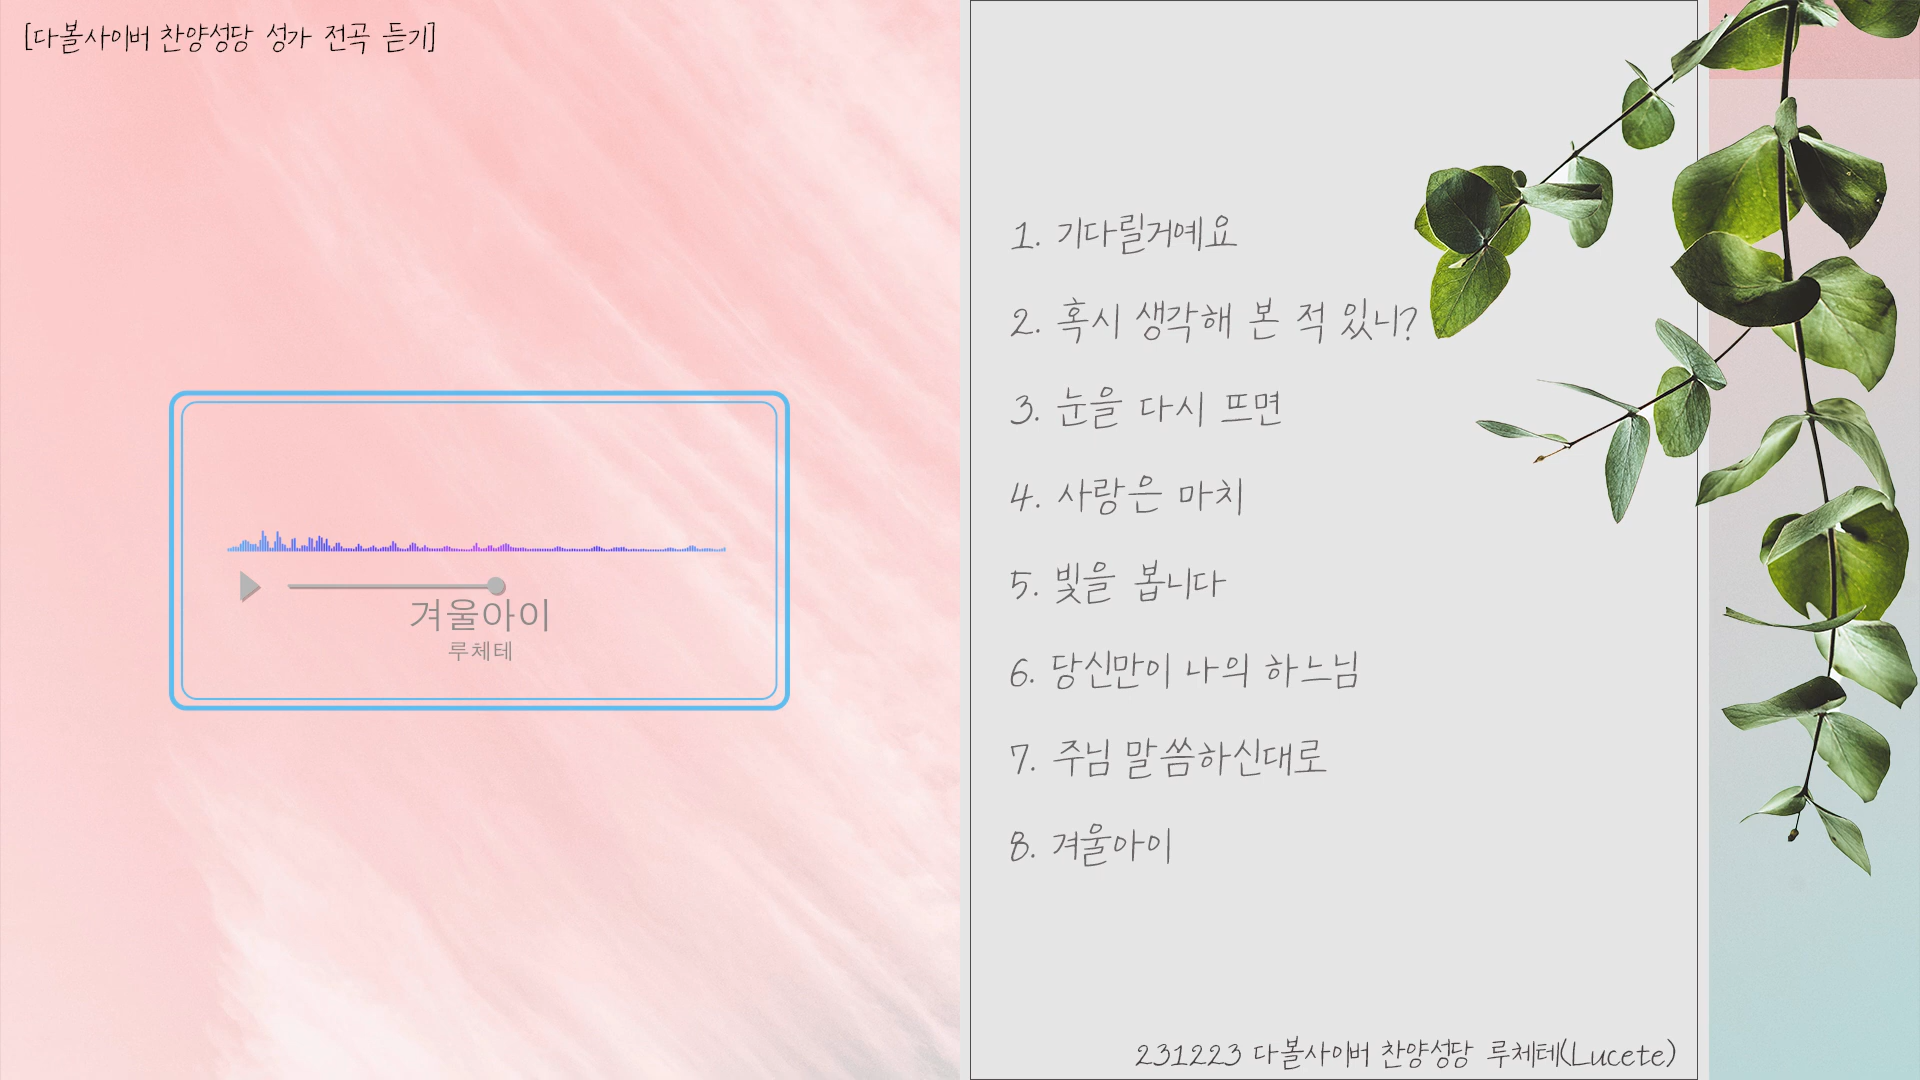 [다볼사이버 찬양성당 성가 전곡 듣기]
겨울아이
루체테
1. 기다릴거예요
2. 혹시 생각해 본 적 있니?
3. 눈을 다시 뜨면
4. 사랑은 마치
5. 빛을 봅니다
6. 당신만이 나의 하느님
7. 주님 말씀하신대로
8. 겨울아이
231223 다볼사이버 찬양성당 루체테(Lucete)